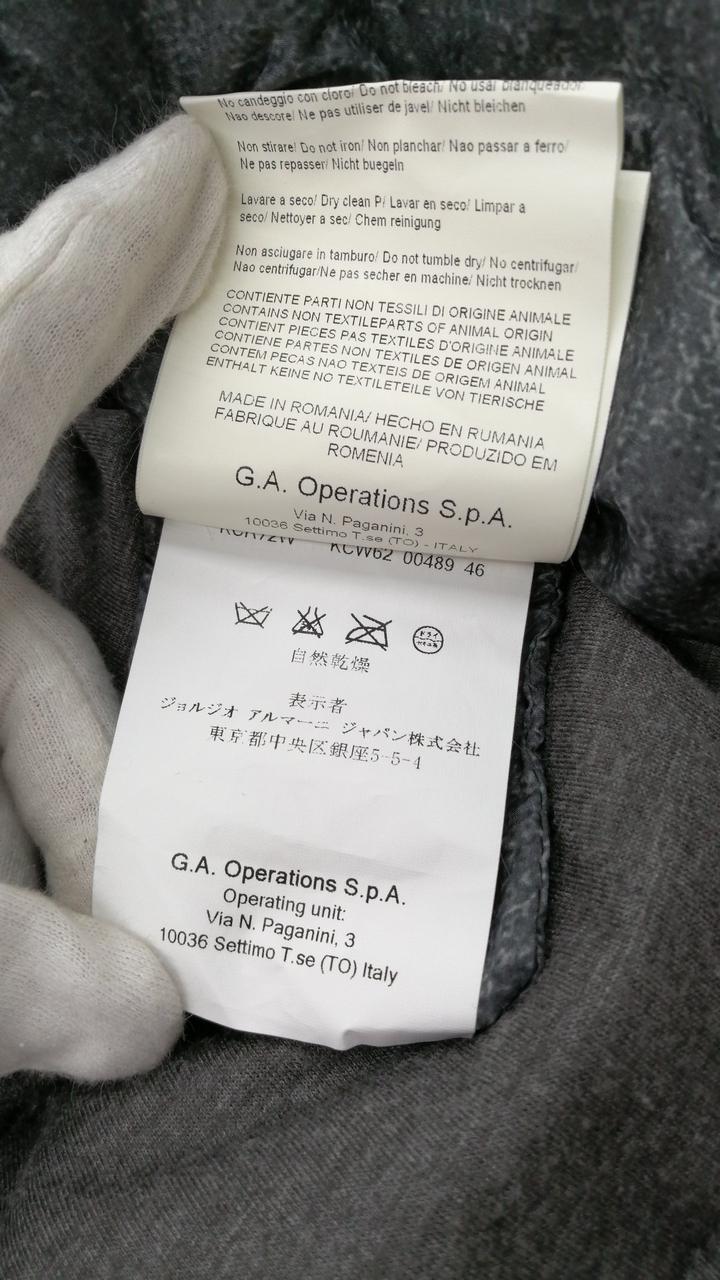 No candeggio con cloro/ Do not bleach/ No usar blanqueador
Nao descore/ Ne pas utiliser de javel/ Nicht bleichen
Non stirare/ Do not iron/ Non planchar/ Nao passar a ferro/
Ne pas repasser/ Nicht buegeln
Lavare a seco/ Dry clean P/ Lavar en seco/ Limpar a
seco/ Nettoyer a sec/ Chem reinigung
Non asciugare in tamburo/ Do not tumble dry/ No centrifugar/
Nao centrifugar/Ne pas secher en machine/ Nicht trocknen
CONTIENTE PARTI NON TESSILI DI ORIGINE ANIMALE
CONTAINS NON TEXTILEPARTS OF ANIMAL ORIGIN
CONTIENT PIECES PAS TEXTILES D'ORIGINE ANIMALE
CONTIENE PARTES NON TEXTILES DE ORIGEN ANIMAL
CONTEM PECAS NAO TEXTEIS DE ORIGEM ANIMAL
ENTHALT KEINE NO TEXTILETEILE VON TIERISCHE
MADE IN ROMANIA/ HECHO EN RUMANIA
FABRIQUE AU ROUMANIE/ PRODUZIDO EM
ROMENIA
G.A. Operations S.p.A.
Via N. Paganini, 3
10036 Settimo T.se (TO) - ITALY
KCW62 00489 46
ドライ
自然乾燥
表示者
ジョルジオ アルマーニ ジャパン株式会社
東京都中央区銀座5-5-4
G.A. Operations S.p.A.
Operating unit:
Via N. Paganini, 3
10036 Settimo T.se (TO) Italy